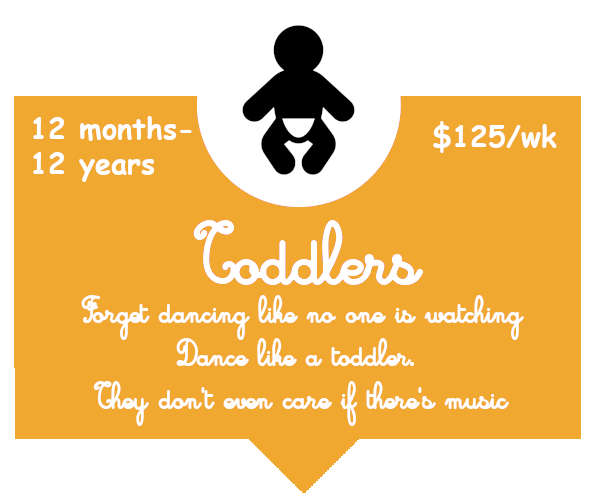 12 months-
12 years
$125/wk
Toddlers
Forget dancing like no one is watching
Dance like a toddler.
They don't even care if there's music